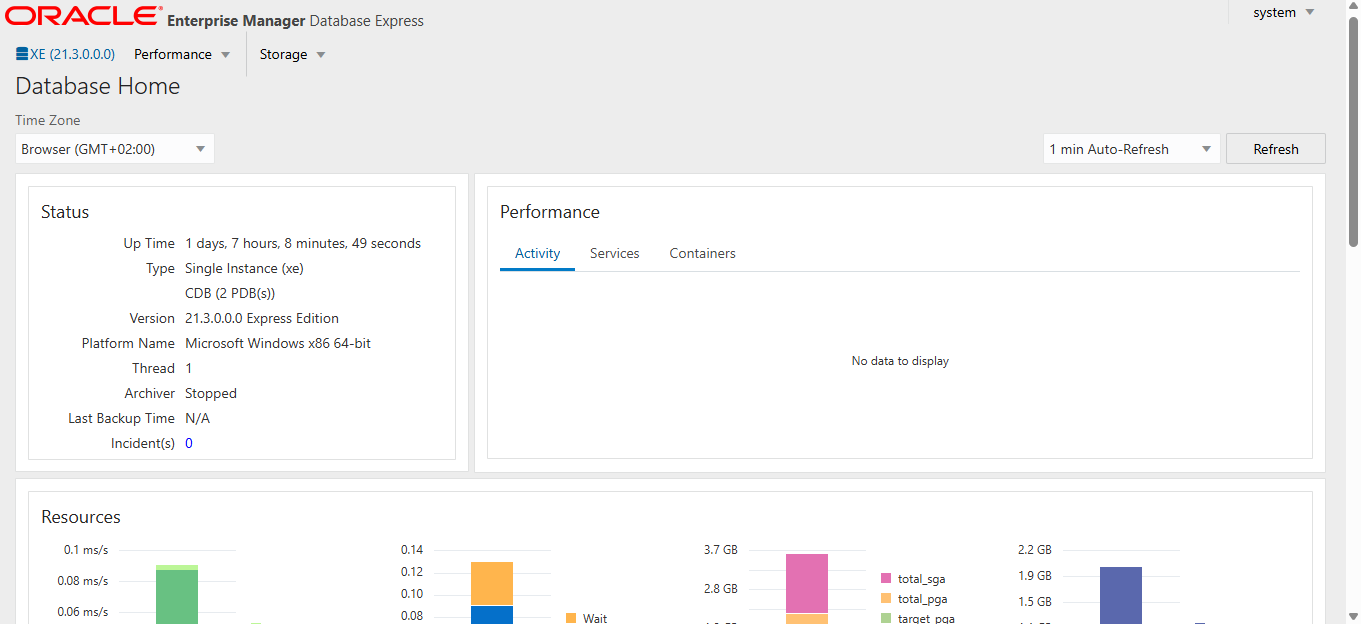 ORACLE Enterprise Manager Database Express
system
XE (21.3.0.0.0) Performance Storage
Database Home
Time Zone
Browser (GMT+02:00)
1 min Auto-Refresh Refresh
Status
Up Time 1 days, 7 hours, 8 minutes, 49 seconds
Type Single Instance (xe)
CDB (2 PDB(s))
Version 21.3.0.0.0 Express Edition
Platform Name Microsoft Windows x86 64-bit
Thread 1
Archiver Stopped
Last Backup Time N/A
Incident(s) 0
Performance
Activity Services Containers
No data to display
Resources
0.1 ms/s
0.08 ms/s
0.06 ms/s
0.14
0.12
0.10
0.08
Wait
3.7 GB
2.8 GB
total_sga
total_pga
target_pga
2.2 GB
1.9 GB
1.5 GB